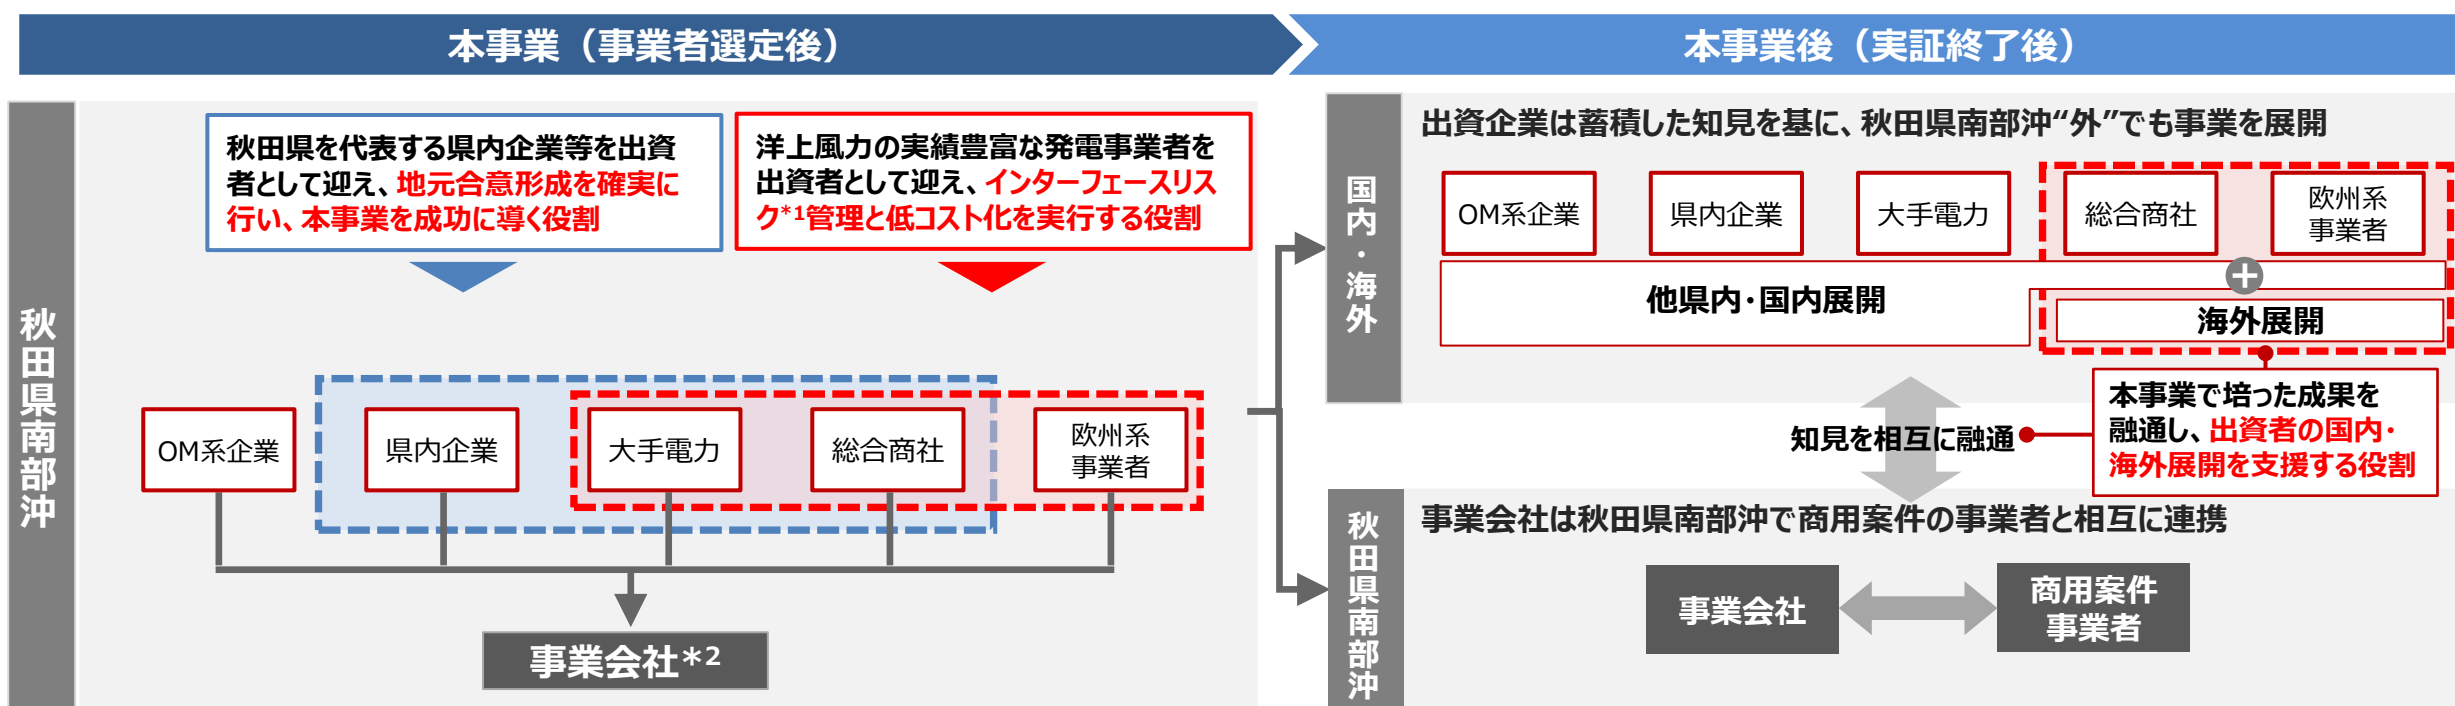 本事業（事業者選定後）
本事業後（実証終了後）
秋田県南部沖
秋田県を代表する県内企業等を出資
者として迎え、地元合意形成を確実に
行い、本事業を成功に導く役割
洋上風力の実績豊富な発電事業者を
出資者として迎え、インターフェースリス
ク*1管理と低コスト化を実行する役割
OM系企業
県内企業
大手電力
総合商社
欧州系
事業者
事業会社*2
国内・海外
出資企業は蓄積した知見を基に、秋田県南部沖“外”でも事業を展開
OM系企業
県内企業
大手電力
総合商社
欧州系
事業者
+
他県内・国内展開
海外展開
知見を相互に融通
本事業で培った成果を
融通し、出資者の国内・
海外展開を支援する役割
秋田県南部沖
事業会社は秋田県南部沖で商用案件の事業者と相互に連携
事業会社
商用案件
事業者